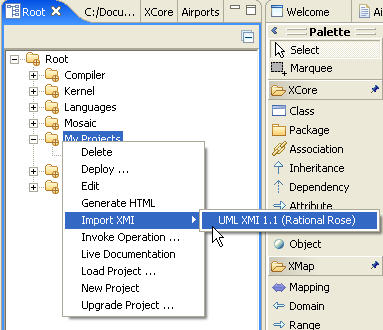 Root
C:/Docu...
XCore
Airports
Welcome
Ai
Root
Compiler
Kernel
Languages
Mosaic
My Projects
Delete
Deploy ...
Edit
Generate HTML
Import XMI
UML XMI 1.1 (Rational Rose)
Invoke Operation ...
Live Documentation
Load Project ...
New Project
Upgrade Project ...
Palette
Select
Marquee
XCore
Class
Package
Association
Inheritance
Dependency
Attribute
Object
XMap
Mapping
Domain
Range